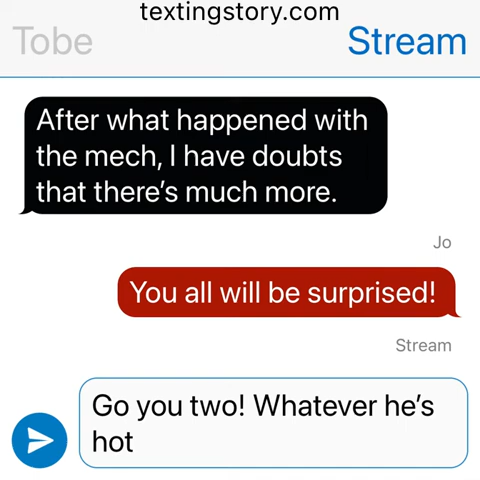 textingstory.com
Tobe
Stream
After what happened with
the mech, I have doubts
that there's much more.
Jo
You all will be surprised!
Stream
Go you two! Whatever he's
hot